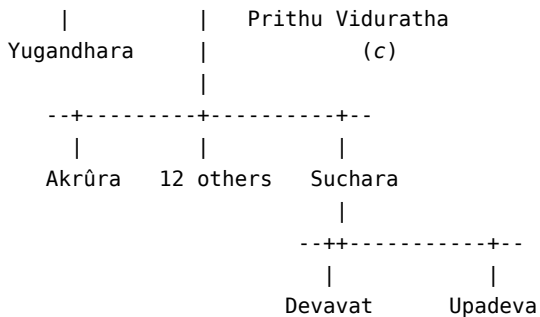 |          |   Prithu Viduratha
Yugandhara      |            (c)
|
--+---------+----------+--
|         |          |
Akrûra   12 others   Suchara
|
--++-----------+--
|            |
Devavat      Upadeva